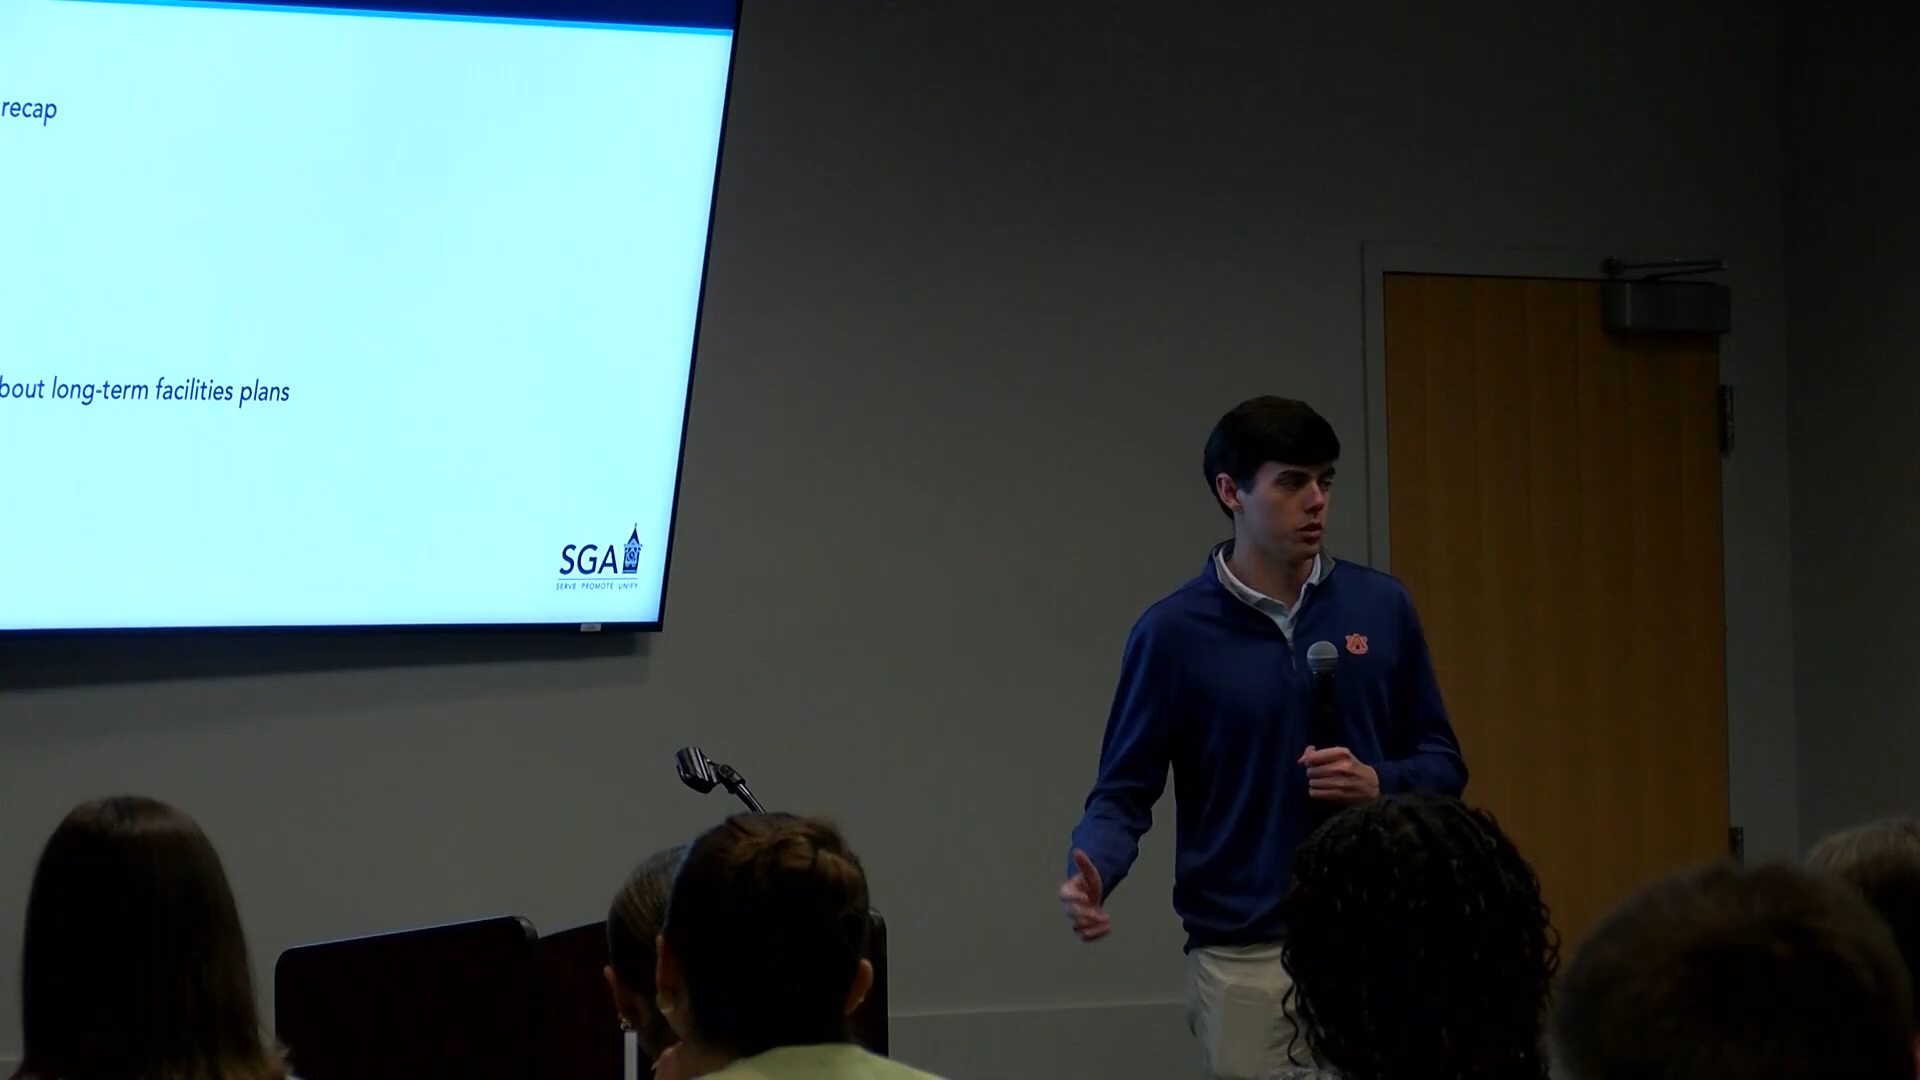 recap
bout long-term facilities plans
SGA
SERVE · PROMOTE · UNIFY